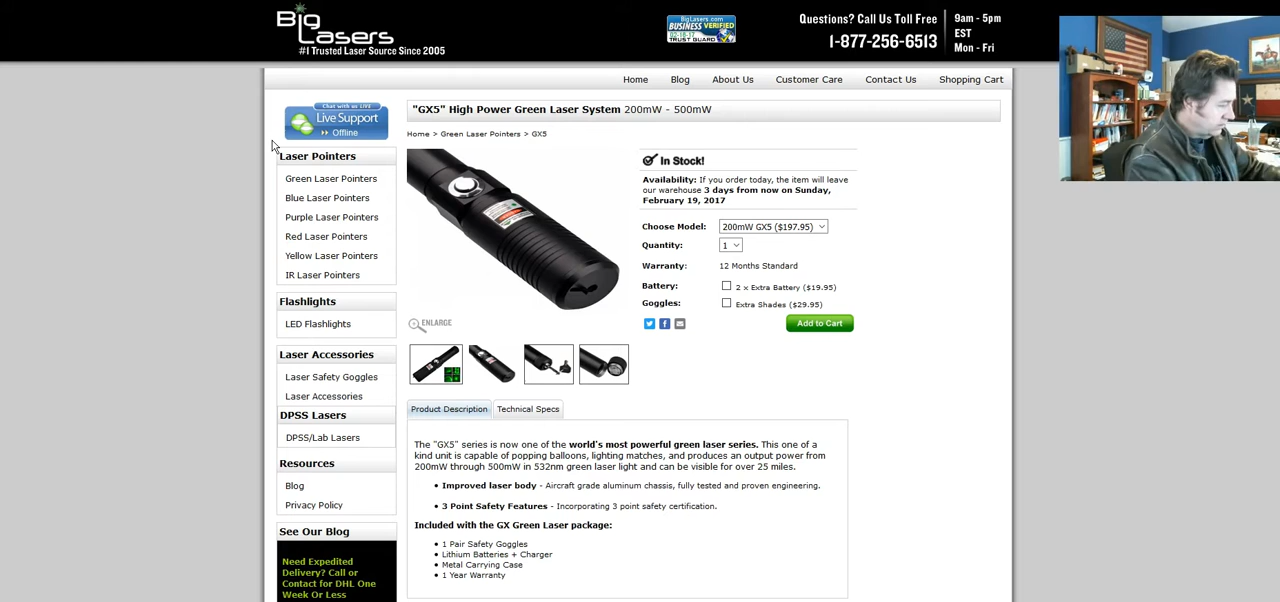 Big
Lasers
#1 Trusted Laser Source Since 2005
BigLasers.com
BUSINESS VERIFIED
TRUST GUARD
Questions? Call Us Toll Free
1-877-256-6513
9am - 5pm
EST
Mon - Fri
Home Blog About Us Customer Care Contact Us Shopping Cart
Chat with us LIVE
Live Support
Offline
Laser Pointers
Green Laser Pointers
Blue Laser Pointers
Purple Laser Pointers
Red Laser Pointers
Yellow Laser Pointers
IR Laser Pointers
Flashlights
LED Flashlights
Laser Accessories
Laser Safety Goggles
Laser Accessories
DPSS Lasers
DPSS/Lab Lasers
Resources
Blog
Privacy Policy
See Our Blog
Need Expedited
Delivery? Call or
Contact for DHL One
Week Or Less
"GX5" High Power Green Laser System 200mW - 500mW
Home > Green Laser Pointers > GX5
ENLARGE
In Stock!
Availability: If you order today, the item will leave
our warehouse 3 days from now on Sunday,
February 19, 2017
Choose Model: 200mW GX5 ($197.95)
Quantity: 1
Warranty: 12 Months Standard
Battery: 2 x Extra Battery ($19.95)
Goggles: Extra Shades ($29.95)
Add to Cart
Product Description Technical Specs
The "GX5" series is now one of the world's most powerful green laser series. This one of a
kind unit is capable of popping balloons, lighting matches, and produces an output power from
200mW through 500mW in 532nm green laser light and can be visible for over 25 miles.
• Improved laser body - Aircraft grade aluminum chassis, fully tested and proven engineering.
• 3 Point Safety Features - Incorporating 3 point safety certification.
Included with the GX Green Laser package:
• 1 Pair Safety Goggles
• Lithium Batteries + Charger
• Metal Carrying Case
• 1 Year Warranty